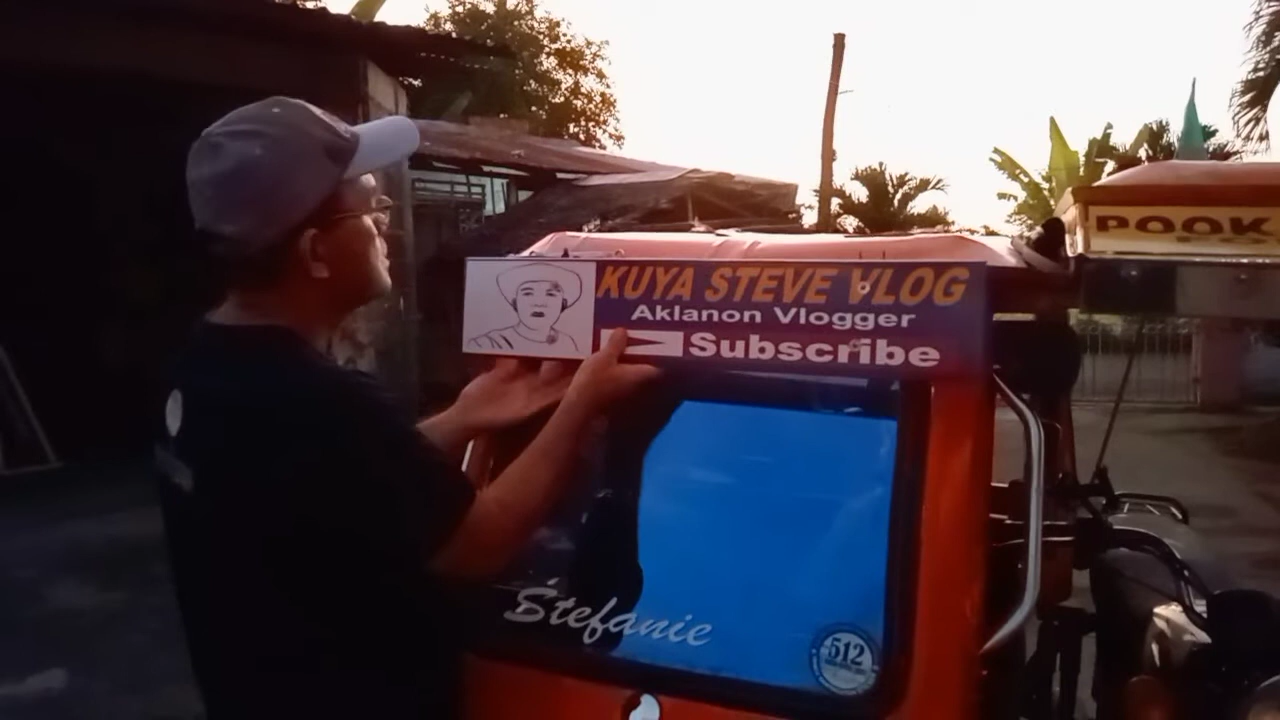 KUYA STEVE VLOG
Aklanon Vlogger
Subscribe
POOK
Stefanie
512